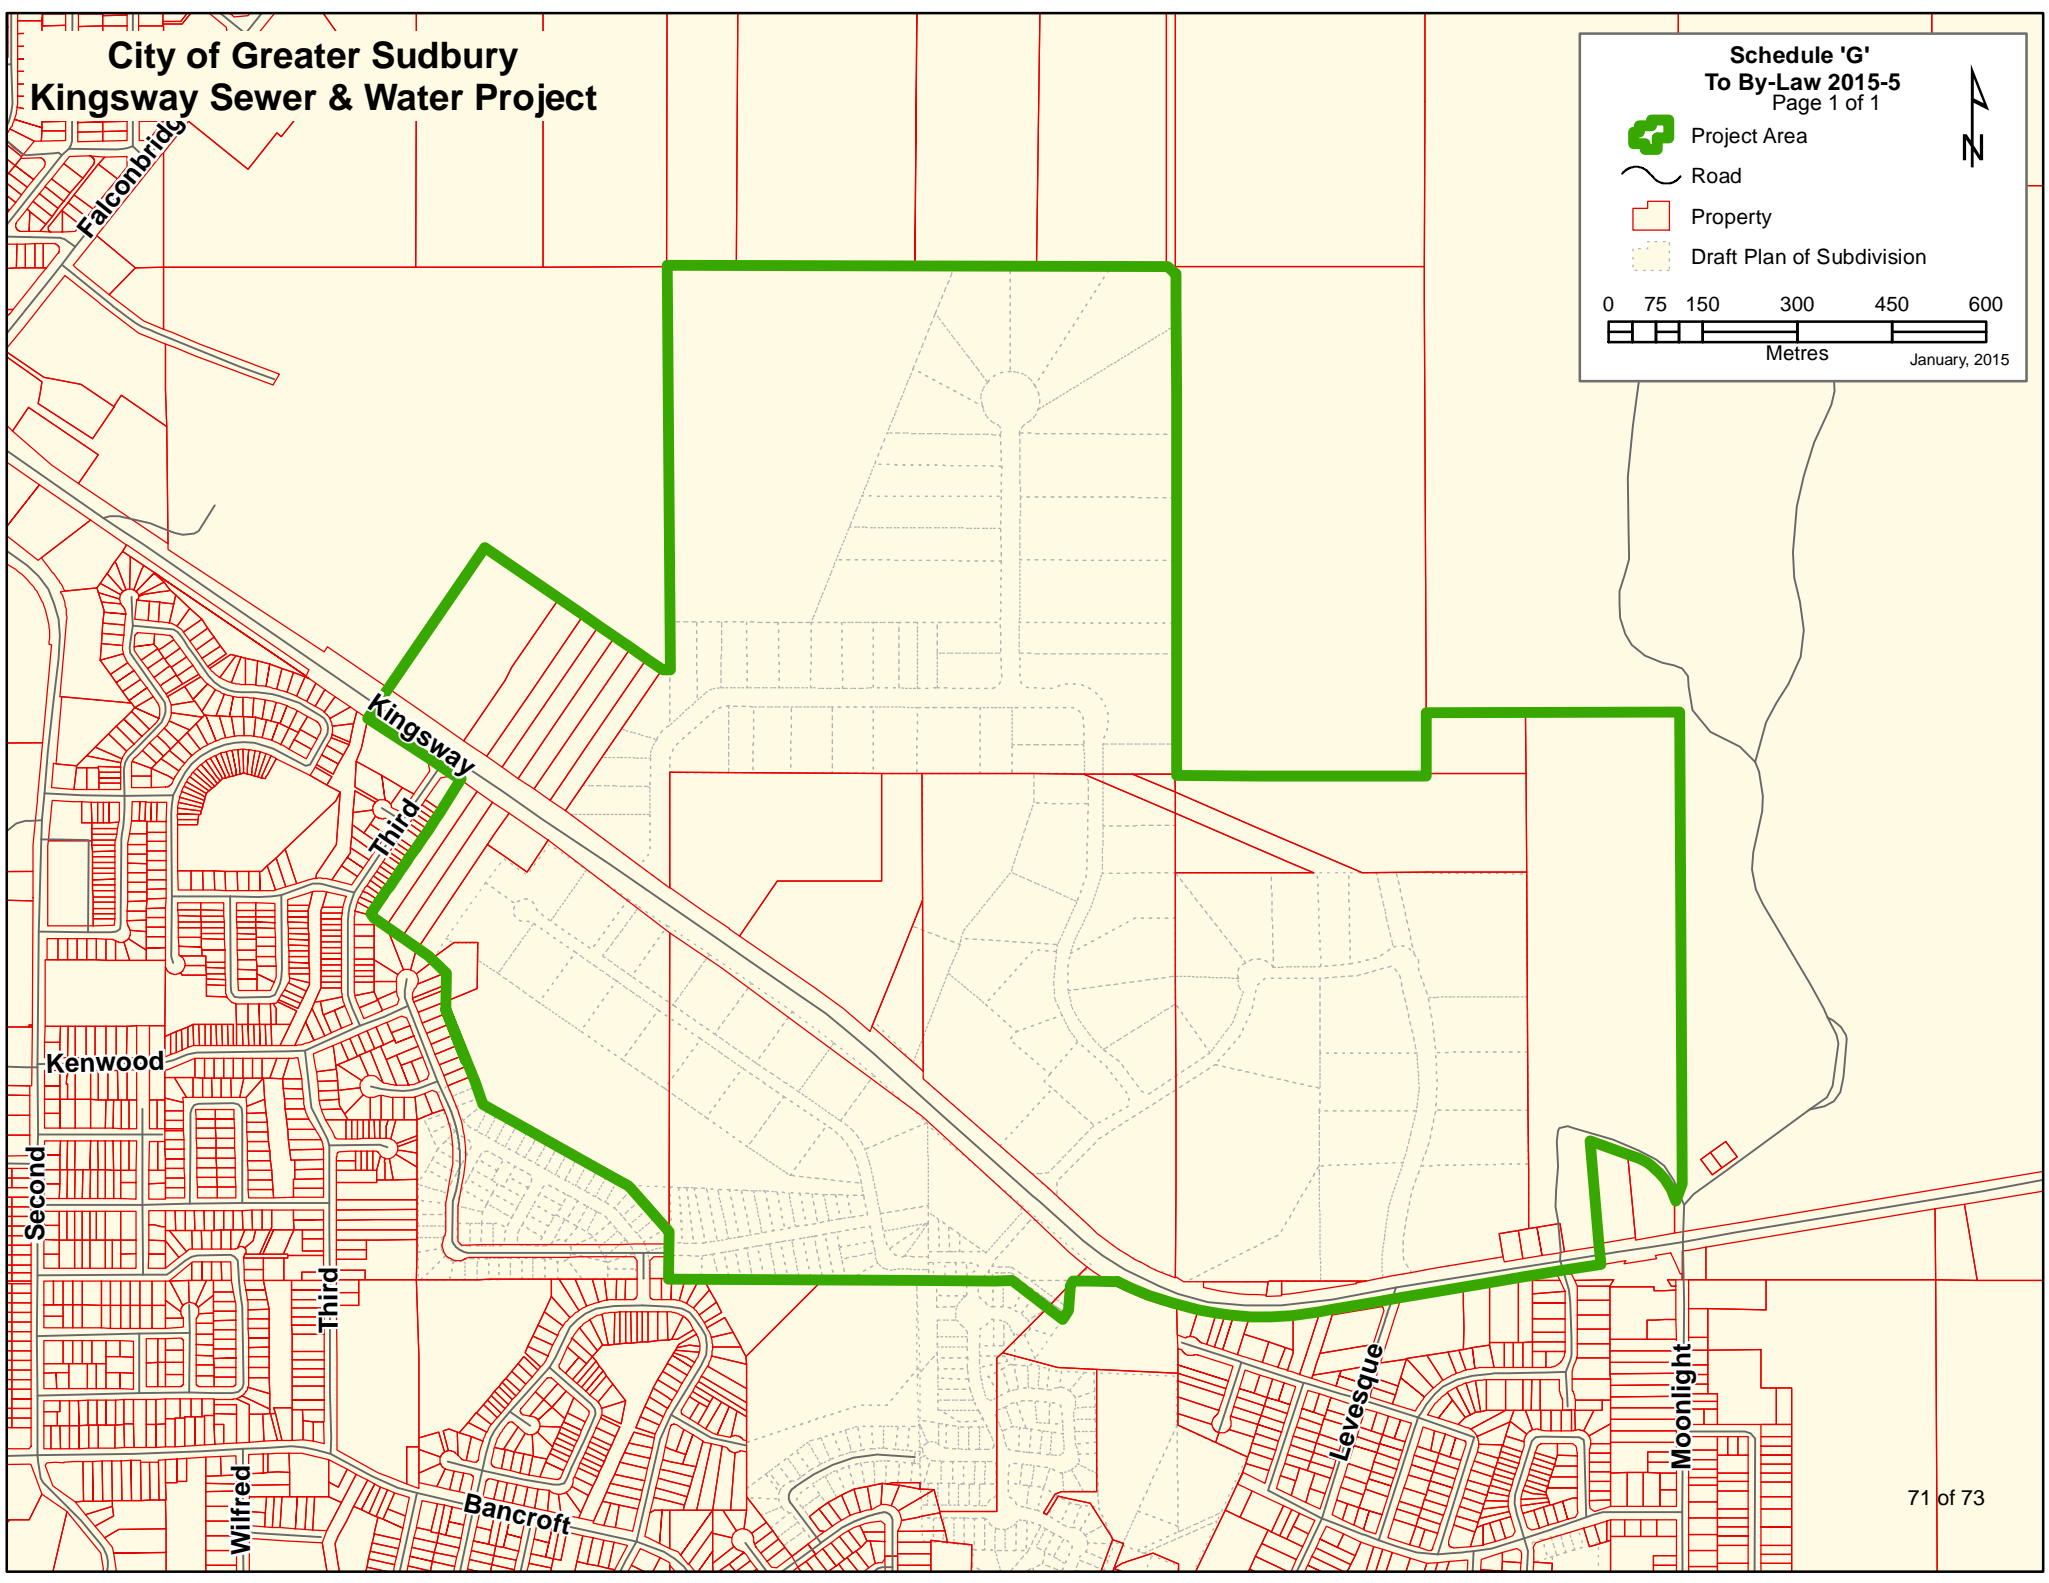 City of Greater Sudbury
Kingsway Sewer & Water Project
Schedule 'G'
To By-Law 2015-5
Page 1 of 1
Project Area
Road
Property
Draft Plan of Subdivision
N
0 75 150 300 450 600
Metres
January, 2015
Falconbridg
Kingsway
Third
Kenwood
Second
Third
Levesque
Moonlight
Wilfred
Bancroft
71 of 73